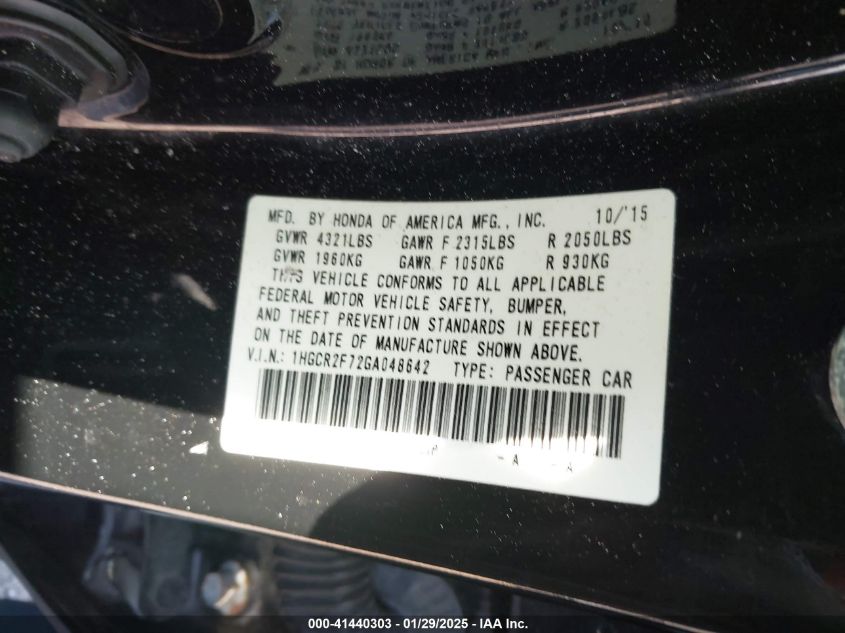 MFD. BY HONDA OF AMERICA MFG., INC. 10/'15
GVWR 4321LBS GAWR F 2315LBS R 2050LBS
GVWR 1960KG GAWR F 1050KG R 930KG
THIS VEHICLE CONFORMS TO ALL APPLICABLE
FEDERAL MOTOR VEHICLE SAFETY, BUMPER,
AND THEFT PREVENTION STANDARDS IN EFFECT
ON THE DATE OF MANUFACTURE SHOWN ABOVE.
V.I.N.: 1HGCR2F72GA048642 TYPE: PASSENGER CAR
-A -A
000-41440303 - 01/29/2025 - IAA Inc.